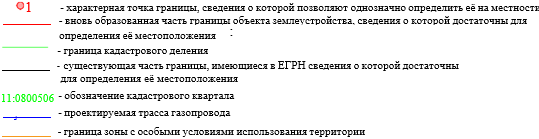 1 - характерная точка границы, сведения о которой позволяют однозначно определить её на местности
- вновь образованная часть границы объекта землеустройства, сведения о которой достаточны для
определения её местоположения
- граница кадастрового деления
- существующая часть границы, имеющиеся в ЕГРН сведения о которой достаточны
для определения её местоположения
11:0800506 - обозначение кадастрового квартала
- проектируемая трасса газопровода
- граница зоны с особыми условиями использования территории